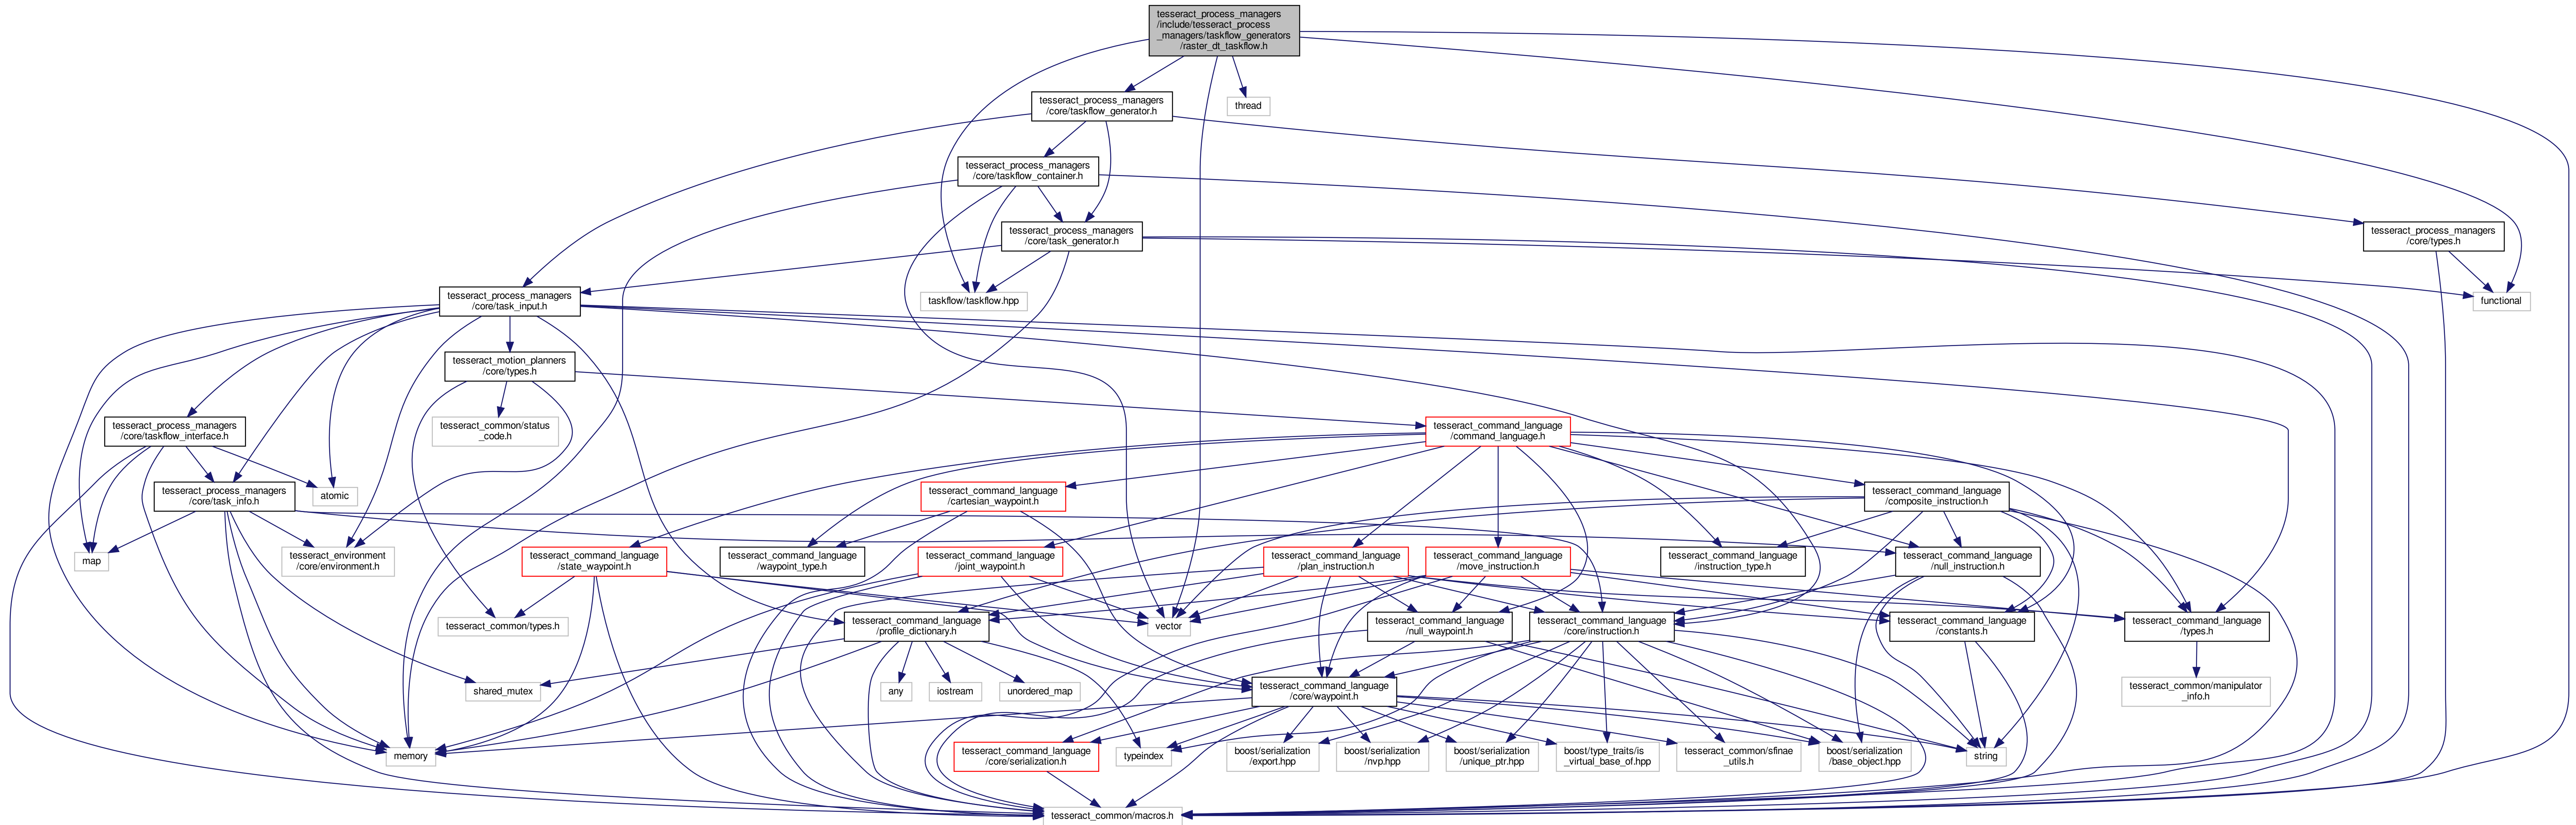 tesseract_process_managers
/include/tesseract_process
_managers/taskflow_generators
/raster_dt_taskflow.h
tesseract_process_managers
/core/taskflow_generator.h
thread
tesseract_process_managers
/core/taskflow_container.h
tesseract_process_managers
/core/task_generator.h
tesseract_process_managers
/core/types.h
tesseract_process_managers
/core/task_input.h
taskflow/taskflow.hpp
functional
tesseract_motion_planners
/core/types.h
tesseract_process_managers
/core/taskflow_interface.h
tesseract_common/status
_code.h
tesseract_command_language
/command_language.h
tesseract_process_managers
/core/task_info.h
atomic
tesseract_command_language
/cartesian_waypoint.h
tesseract_command_language
/composite_instruction.h
map
tesseract_environment
/core/environment.h
tesseract_command_language
/state_waypoint.h
tesseract_command_language
/waypoint_type.h
tesseract_command_language
/joint_waypoint.h
tesseract_command_language
/plan_instruction.h
tesseract_command_language
/move_instruction.h
tesseract_command_language
/instruction_type.h
tesseract_command_language
/null_instruction.h
tesseract_common/types.h
tesseract_command_language
/profile_dictionary.h
vector
tesseract_command_language
/null_waypoint.h
tesseract_command_language
/core/instruction.h
tesseract_command_language
/constants.h
tesseract_command_language
/types.h
shared_mutex
any
iostream
unordered_map
tesseract_command_language
/core/waypoint.h
tesseract_common/manipulator
_info.h
memory
tesseract_command_language
/core/serialization.h
typeindex
boost/serialization
/export.hpp
boost/serialization
/nvp.hpp
boost/serialization
/unique_ptr.hpp
boost/type_traits/is
_virtual_base_of.hpp
tesseract_common/sfinae
_utils.h
boost/serialization
/base_object.hpp
string
tesseract_common/macros.h